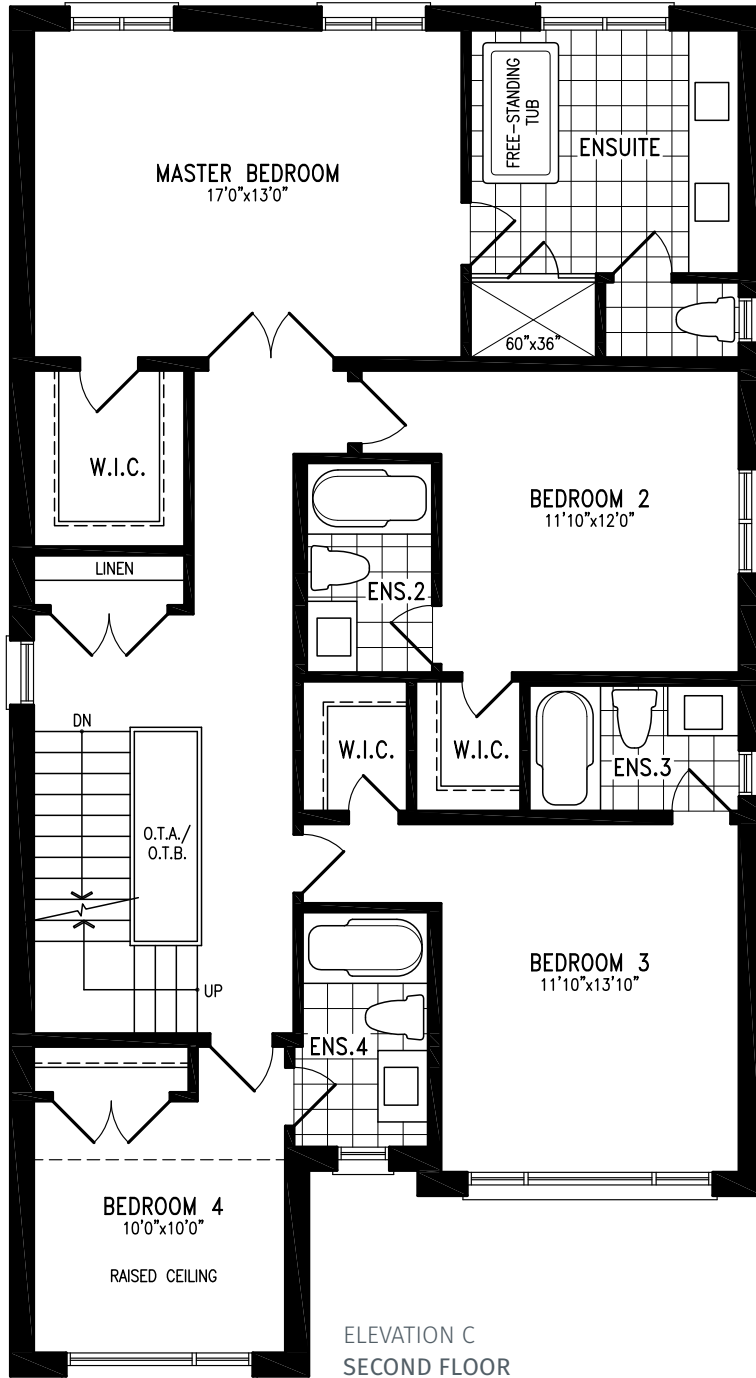 FREE-STANDING
TUB
ENSUITE
MASTER BEDROOM
17'0"x13'0"
60"x36"
W.I.C.
BEDROOM 2
11'10"x12'0"
LINEN
ENS.2
DN
W.I.C.
W.I.C.
ENS.3
O.T.A./
O.T.B.
BEDROOM 3
11'10"x13'10"
UP
ENS.4
BEDROOM 4
10'0"x10'0"
RAISED CEILING
ELEVATION C
SECOND FLOOR